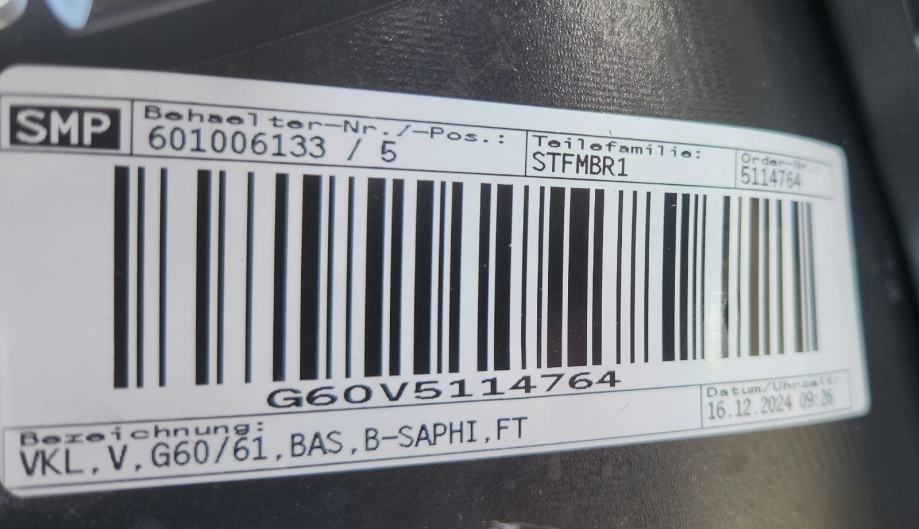 SMP
Behaelter-Nr./-Pos.:
601006133 / 5
Teilefamilie:
STFMBR1
Order-Nr.:
5114764
G60V5114764
Datum/Uhrzeit:
16.12.2024 09:26
Bezeichnung:
VKL,V,G60/61,BAS,B-SAPHI,FT